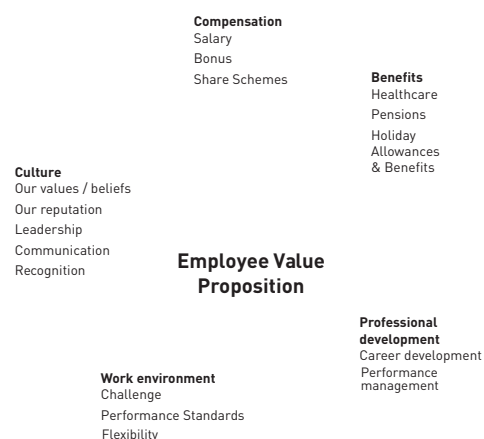 Compensation
Salary
Bonus
Share Schemes
Benefits
Healthcare
Pensions
Holiday
Allowances
& Benefits
Culture
Our values / beliefs
Our reputation
Leadership
Communication
Recognition
Employee Value
Proposition
Professional
development
Career development
Performance
management
Work environment
Challenge
Performance Standards
Flexibility